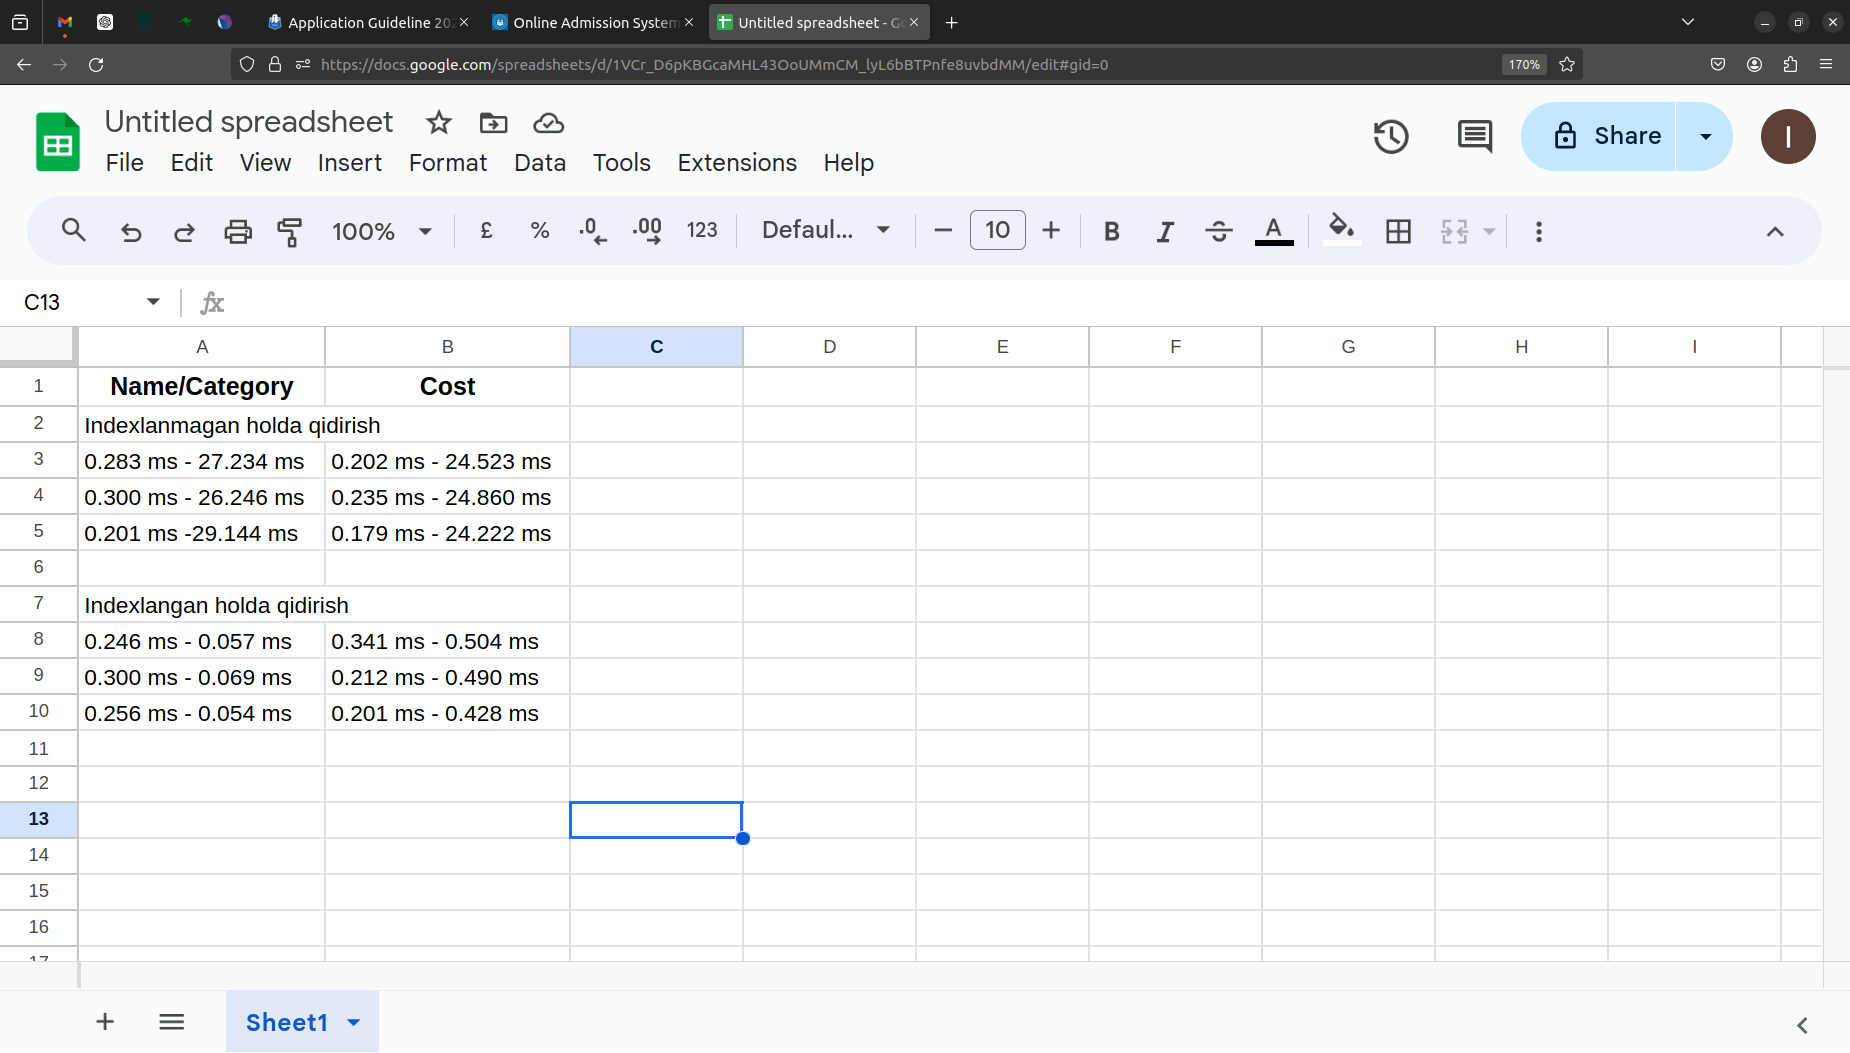 Application Guideline 202
Online Admission System
Untitled spreadsheet - Go
https://docs.google.com/spreadsheets/d/1VCr_D6pKBGcaMHL43OoUMmCM_lyL6bBTPnfe8uvbdMM/edit#gid=0
170%
Untitled spreadsheet
File Edit View Insert Format Data Tools Extensions Help
Share
I
100% £ % .0 .00 123 Defaul... 10 B I S A
C13 fx
A B C D E F G H I
1 Name/Category Cost
2 Indexlanmagan holda qidirish
3 0.283 ms - 27.234 ms 0.202 ms - 24.523 ms
4 0.300 ms - 26.246 ms 0.235 ms - 24.860 ms
5 0.201 ms -29.144 ms 0.179 ms - 24.222 ms
6
7 Indexlangan holda qidirish
8 0.246 ms - 0.057 ms 0.341 ms - 0.504 ms
9 0.300 ms - 0.069 ms 0.212 ms - 0.490 ms
10 0.256 ms - 0.054 ms 0.201 ms - 0.428 ms
11
12
13
14
15
16
17
Sheet1